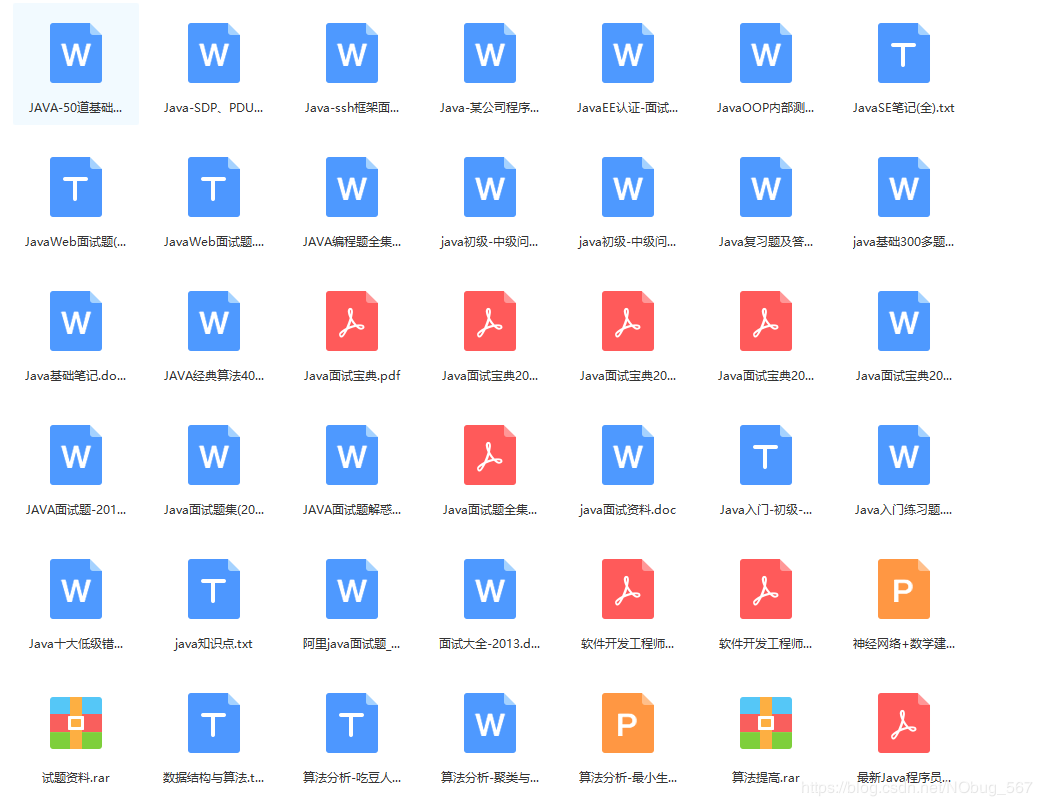 JAVA-50道基础...
Java-SDP、PDU...
Java-ssh框架面...
Java-某公司程序...
JavaEE认证-面试...
JavaOOP内部测...
JavaSE笔记(全).txt
JavaWeb面试题(...
JavaWeb面试题....
JAVA编程题全集...
java初级-中级问...
java初级-中级问...
Java复习题及答...
java基础300多题...
Java基础笔记.do...
JAVA经典算法40...
Java面试宝典.pdf
Java面试宝典20...
Java面试宝典20...
Java面试宝典20...
Java面试宝典20...
JAVA面试题-201...
Java面试题集(20...
JAVA面试题解惑...
Java面试题全集...
java面试资料.doc
Java入门-初级-...
Java入门练习题....
Java十大低级错...
java知识点.txt
阿里java面试题_...
面试大全-2013.d...
软件开发工程师...
软件开发工程师...
神经网络+数学建...
试题资料.rar
数据结构与算法.t...
算法分析-吃豆人...
算法分析-聚类与...
算法分析-最小生...
算法提高.rar
最新Java程序员...
https://blog.csdn.net/NObug_567